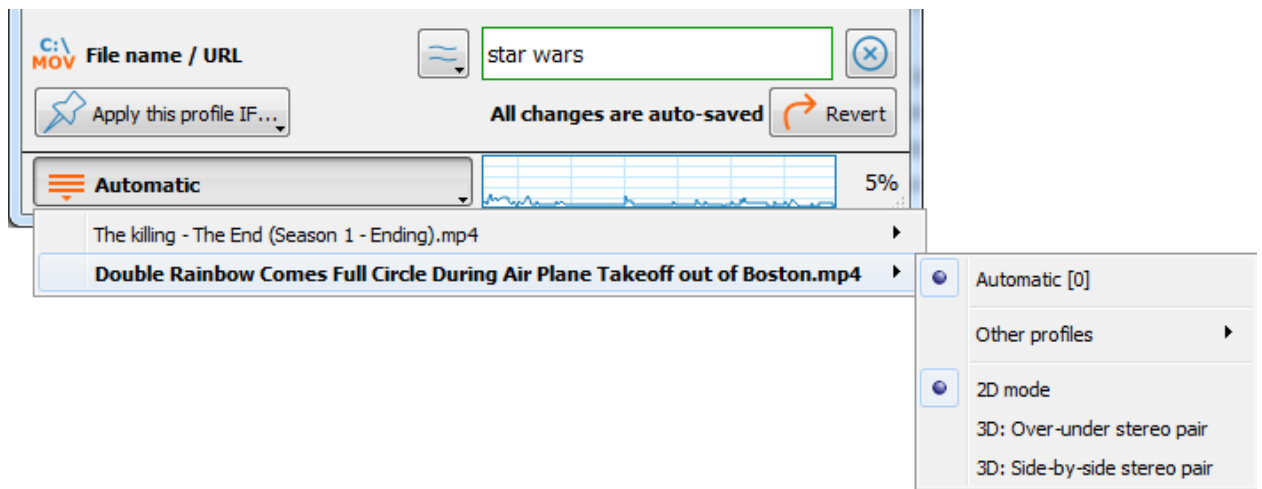 C:\
MOV File name / URL star wars
Apply this profile IF... All changes are auto-saved Revert
Automatic 5%
The killing - The End (Season 1 - Ending).mp4
Double Rainbow Comes Full Circle During Air Plane Takeoff out of Boston.mp4
Automatic [0]
Other profiles
2D mode
3D: Over-under stereo pair
3D: Side-by-side stereo pair